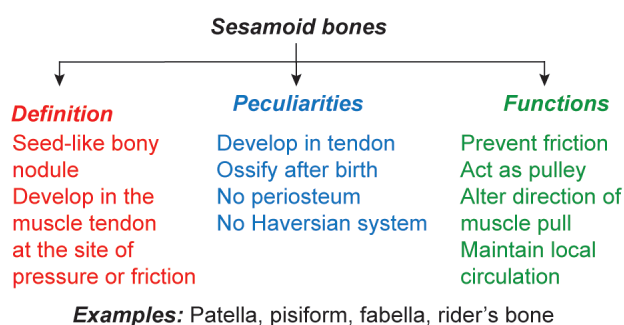 Sesamoid bones
Definition
Seed-like bony
nodule
Develop in the
muscle tendon
at the site of
pressure or friction
Peculiarities
Develop in tendon
Ossify after birth
No periosteum
No Haversian system
Functions
Prevent friction
Act as pulley
Alter direction of
muscle pull
Maintain local
circulation
Examples: Patella, pisiform, fabella, rider's bone